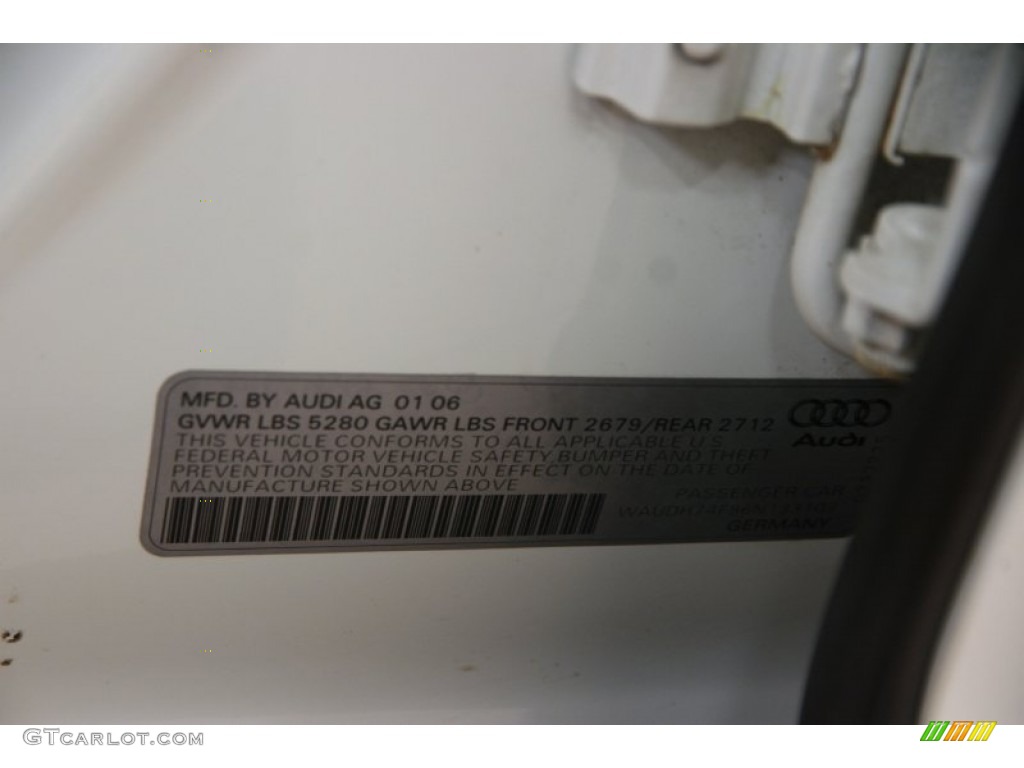 MFD. BY AUDI AG 01 06
GVWR LBS 5280 GAWR LBS FRONT 2679/REAR 2712
THIS VEHICLE CONFORMS TO ALL APPLICABLE U.S.
FEDERAL MOTOR VEHICLE SAFETY BUMPER AND THEFT
PREVENTION STANDARDS IN EFFECT ON THE DATE OF
MANUFACTURE SHOWN ABOVE
Audi
PASSENGER CAR
GERMANY
GTCARLOT.COM